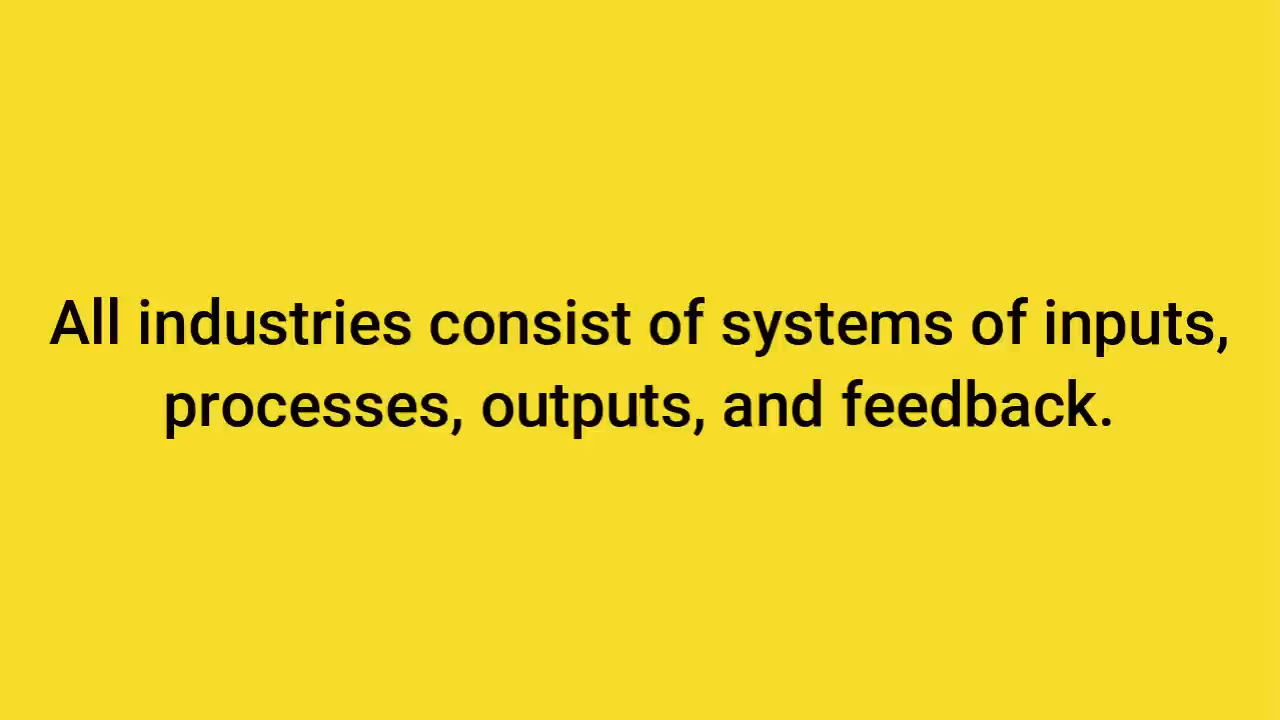 All industries consist of systems of inputs,
processes, outputs, and feedback.